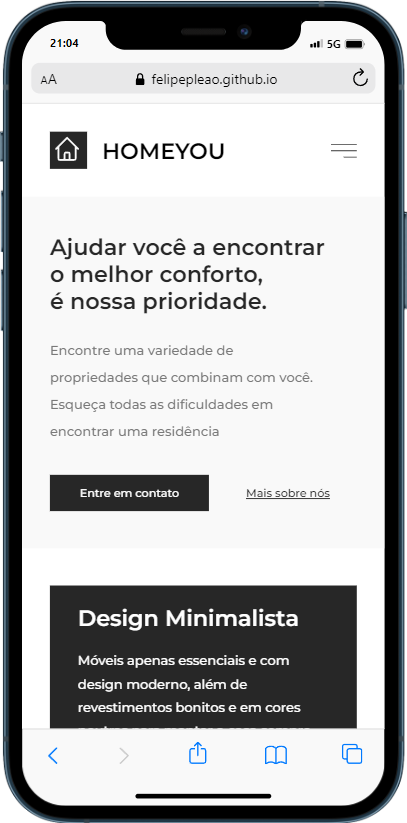 21:04
5G
AA
felipepleao.github.io
HOMEYOU
Ajudar você a encontrar
o melhor conforto,
é nossa prioridade.
Encontre uma variedade de
propriedades que combinam com você.
Esqueça todas as dificuldades em
encontrar uma residência
Entre em contato
Mais sobre nós
Design Minimalista
Móveis apenas essenciais e com
design moderno, além de
revestimentos bonitos e em cores